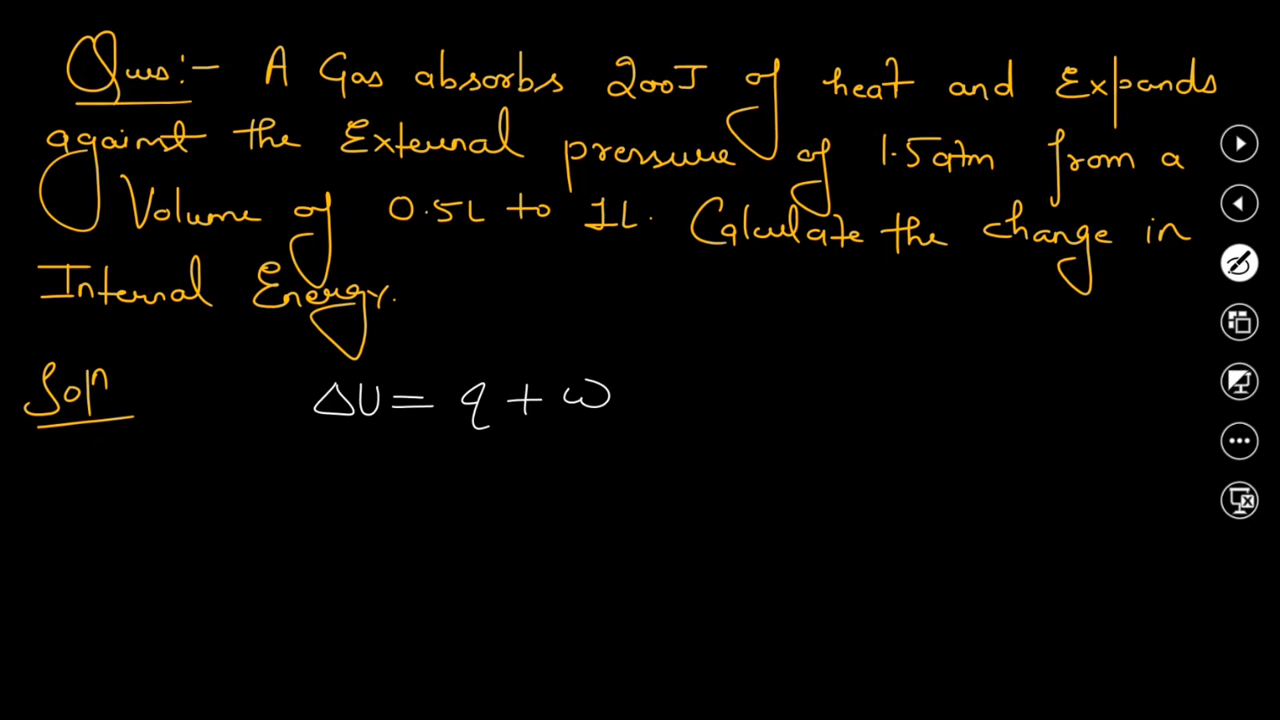 Ques:- A Gas absorbs 200J of heat and Expands
against the External pressure of 1.5atm from a
Volume of 0.5L to 1L. Calculate the change in
Internal Energy.
Soln ΔU = q + w